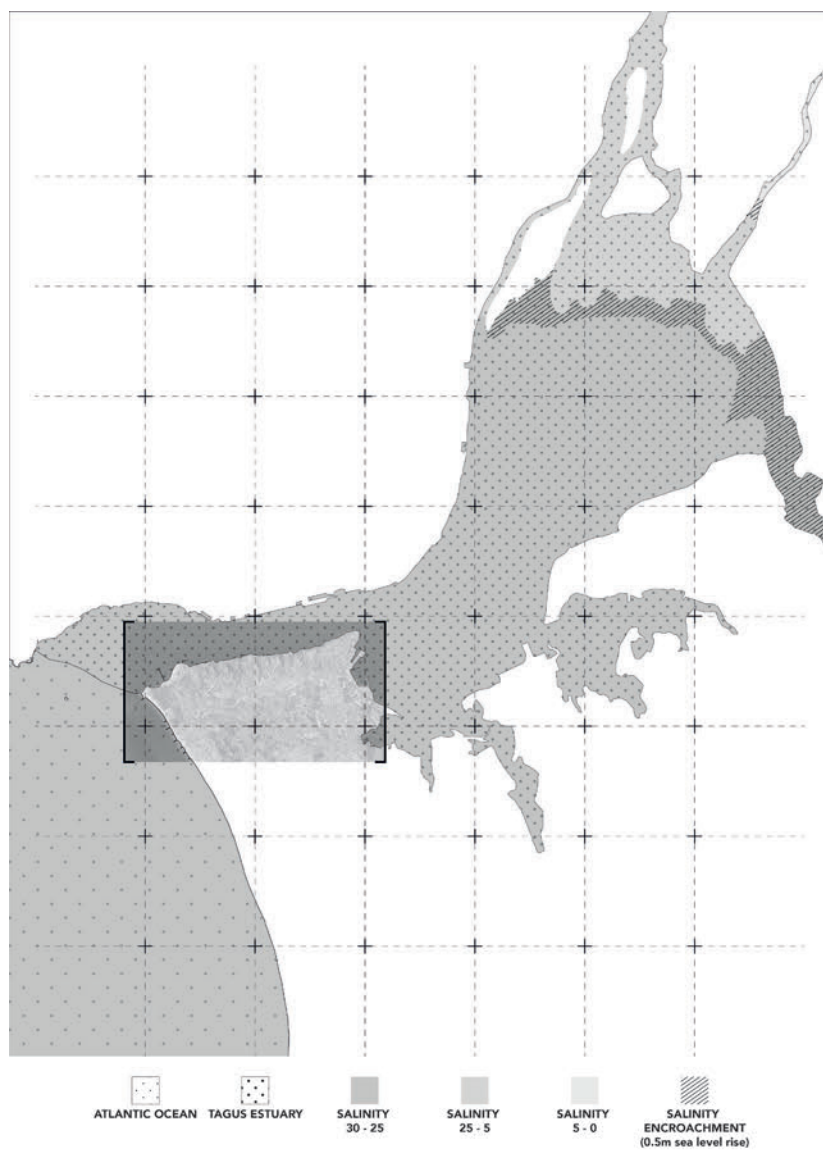 ATLANTIC OCEAN
TAGUS ESTUARY
SALINITY
30 - 25
SALINITY
25 - 5
SALINITY
5 - 0
SALINITY
ENCROACHMENT
(0.5m sea level rise)